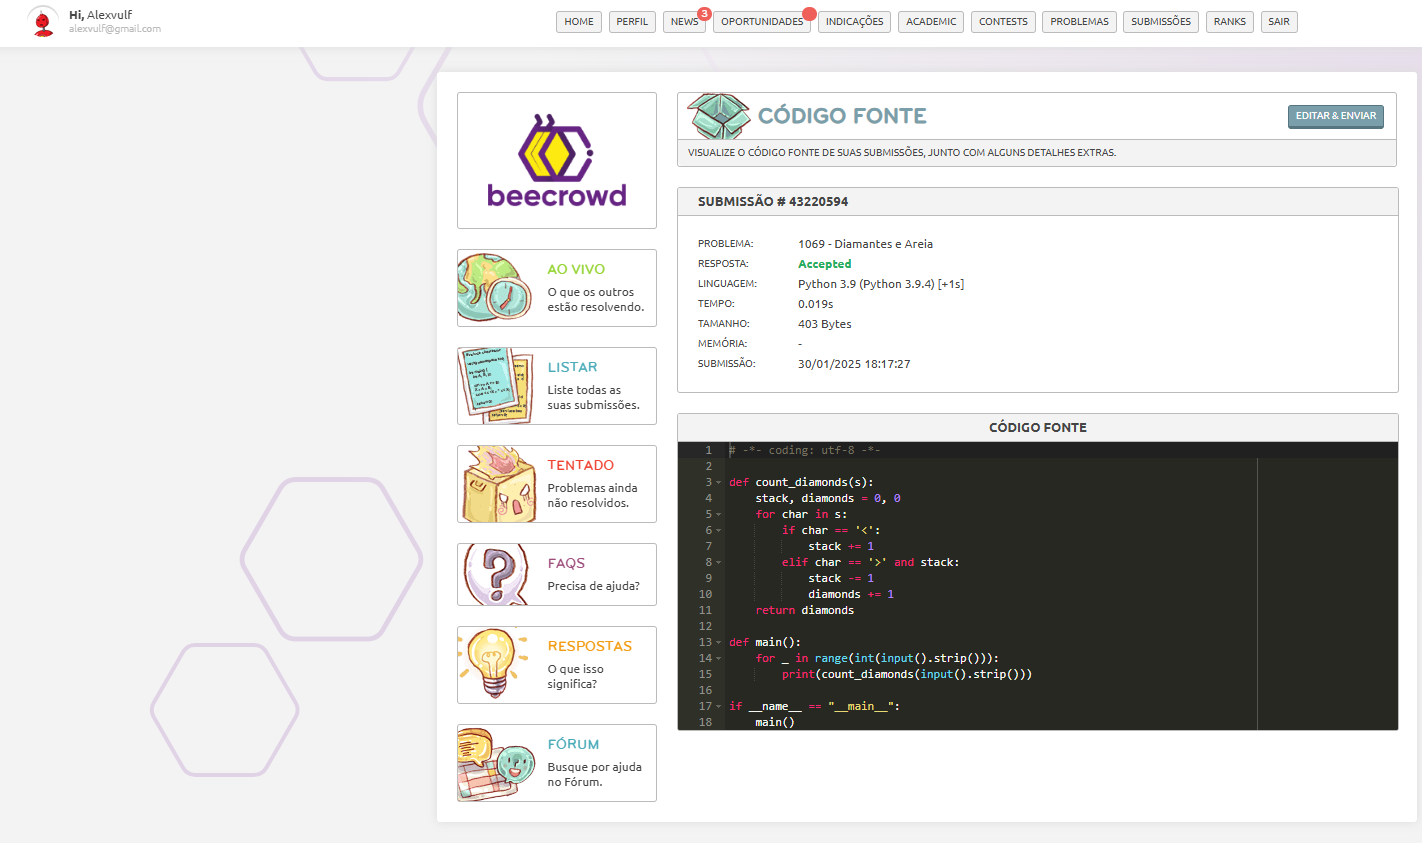 Hi, Alexvulf
alexvulf@gmail.com
HOME
PERFIL
NEWS
3
OPORTUNIDADES
INDICAÇÕES
ACADEMIC
CONTESTS
PROBLEMAS
SUBMISSÕES
RANKS
SAIR
beecrowd
AO VIVO
O que os outros
estão resolvendo.
LISTAR
Liste todas as
suas submissões.
TENTADO
Problemas ainda
não resolvidos.
FAQS
Precisa de ajuda?
RESPOSTAS
O que isso
significa?
FÓRUM
Busque por ajuda
no Fórum.
CÓDIGO FONTE
EDITAR & ENVIAR
VISUALIZE O CÓDIGO FONTE DE SUAS SUBMISSÕES, JUNTO COM ALGUNS DETALHES EXTRAS.
SUBMISSÃO # 43220594
PROBLEMA: 1069 - Diamantes e Areia
RESPOSTA: Accepted
LINGUAGEM: Python 3.9 (Python 3.9.4) [+1s]
TEMPO: 0.019s
TAMANHO: 403 Bytes
MEMÓRIA: -
SUBMISSÃO: 30/01/2025 18:17:27
CÓDIGO FONTE
1 # -*- coding: utf-8 -*-
2
3 def count_diamonds(s):
4     stack, diamonds = 0, 0
5     for char in s:
6         if char == '<':
7             stack += 1
8         elif char == '>' and stack:
9             stack -= 1
10             diamonds += 1
11     return diamonds
12
13 def main():
14     for _ in range(int(input().strip())):
15         print(count_diamonds(input().strip()))
16
17 if __name__ == "__main__":
18     main()